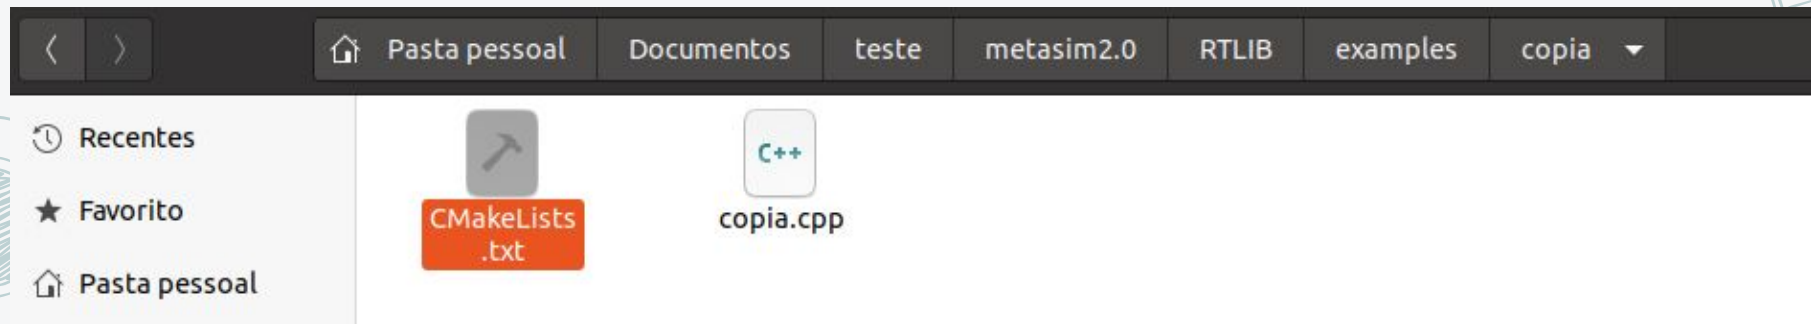 Pasta pessoal Documentos teste metasim2.0 RTLIB examples copia
Recentes
Favorito
Pasta pessoal
CMakeLists
.txt
C++
copia.cpp